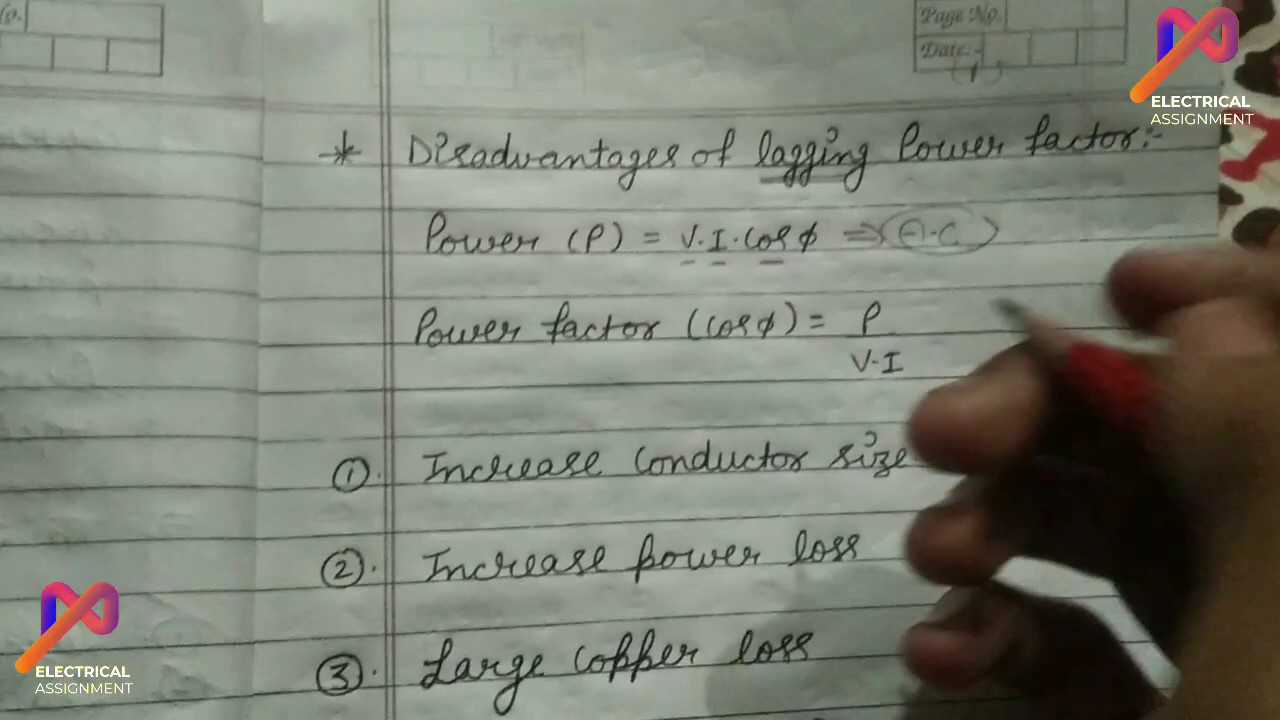 o.
Page No.
Date:-
ELECTRICAL
ASSIGNMENT
* Disadvantages of lagging Power factor:-
Power (P) = V.I.cosφ ⇒ A.C
Power factor (cosφ) = P
V.I
①. Increase conductor size
②. Increase power loss
③. Large copper loss
ELECTRICAL
ASSIGNMENT